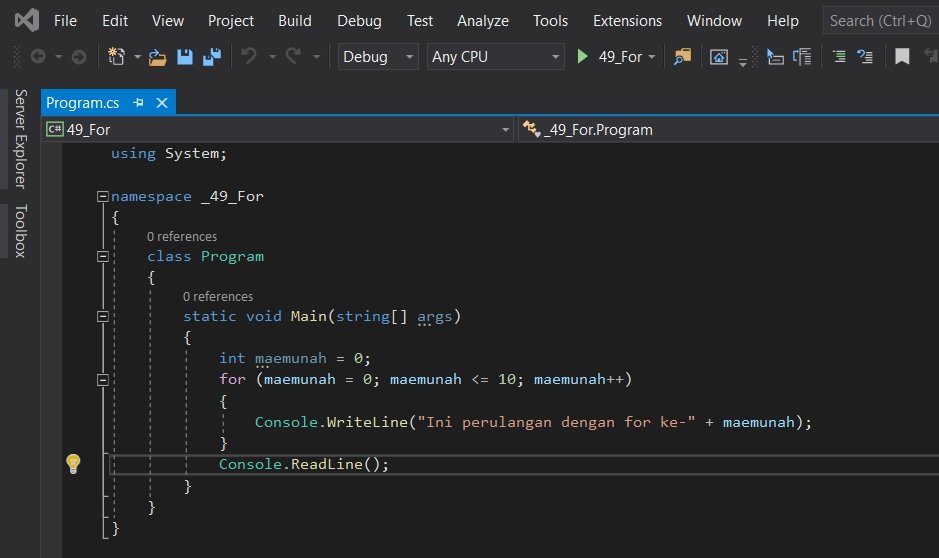 File Edit View Project Build Debug Test Analyze Tools Extensions Window Help Search (Ctrl+Q)
Debug Any CPU 49_For
Server Explorer
Toolbox
Program.cs
C# 49_For _49_For.Program
using System;
namespace _49_For
{
0 references
class Program
{
0 references
static void Main(string[] args)
{
int maemunah = 0;
for (maemunah = 0; maemunah <= 10; maemunah++)
{
Console.WriteLine("Ini perulangan dengan for ke-" + maemunah);
}
Console.ReadLine();
}
}
}